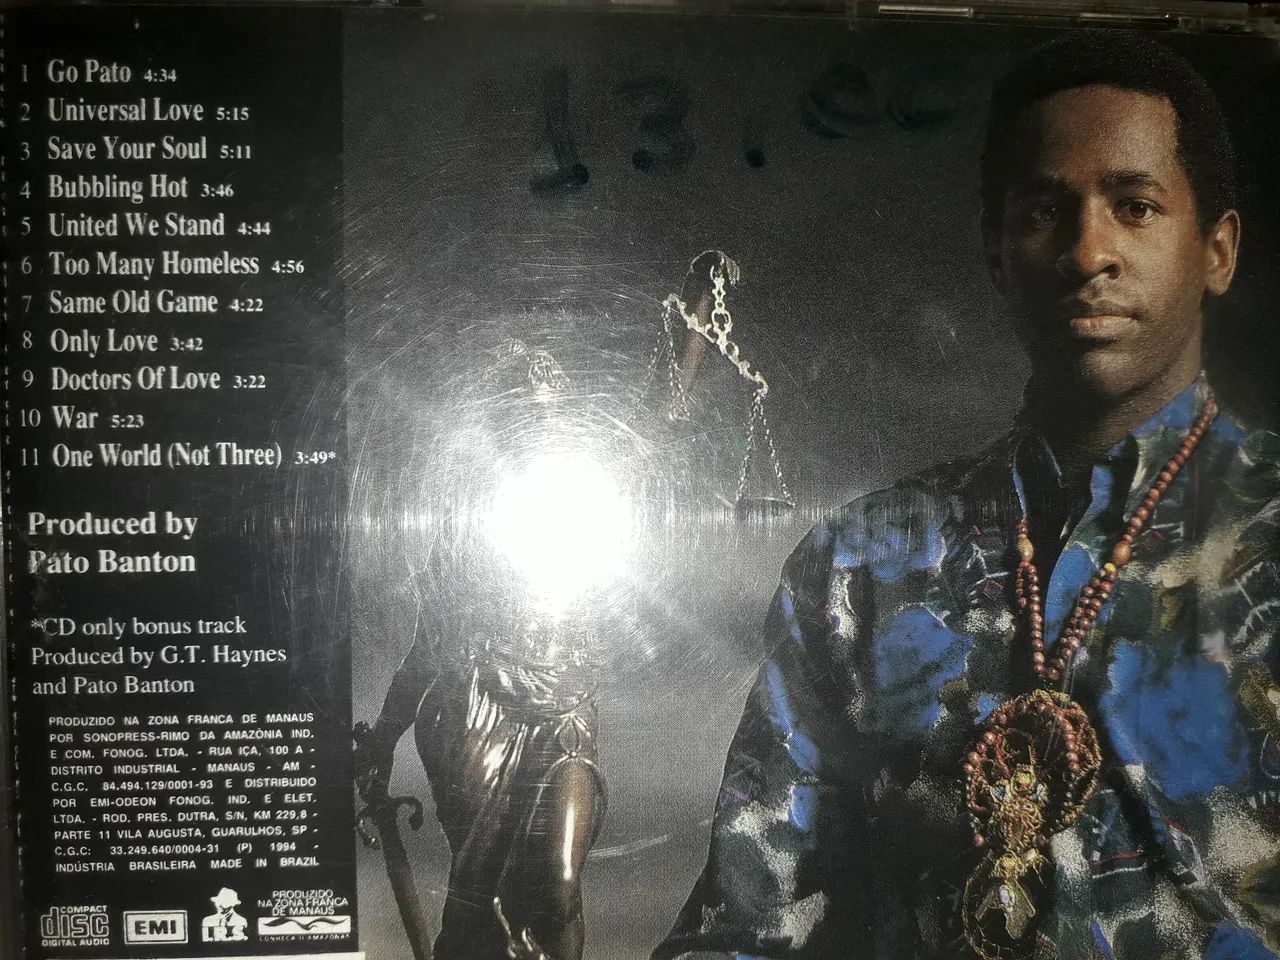 1 Go Pato 4:34
2 Universal Love 5:15
3 Save Your Soul 5:11
4 Bubbling Hot 3:46
5 United We Stand 4:44
6 Too Many Homeless 4:56
7 Same Old Game 4:22
8 Only Love 3:42
9 Doctors Of Love 3:22
10 War 5:23
11 One World (Not Three) 3:49*
Produced by
Pato Banton
*CD only bonus track
Produced by G.T. Haynes
and Pato Banton
PRODUZIDO NA ZONA FRANCA DE MANAUS
POR SONOPRESS-RIMO DA AMAZÔNIA IND.
E COM. FONOG. LTDA. - RUA IÇA, 100 A -
DISTRITO INDUSTRIAL - MANAUS - AM -
C.G.C. 84.494.129/0001-93 E DISTRIBUIDO
POR EMI-ODEON FONOG. IND. E ELET.
LTDA. - ROD. PRES. DUTRA, S/N, KM 229,8 -
PARTE 11 VILA AUGUSTA, GUARULHOS, SP -
C.G.C: 33.249.640/0004-31 (P) 1994 -
INDÚSTRIA BRASILEIRA MADE IN BRAZIL
COMPACT
disc
DIGITAL AUDIO
EMI
I.R.S.
PRODUZIDO
NA ZONA FRANCA
DE MANAUS
CONHEÇA O AMAZONAS
13.00